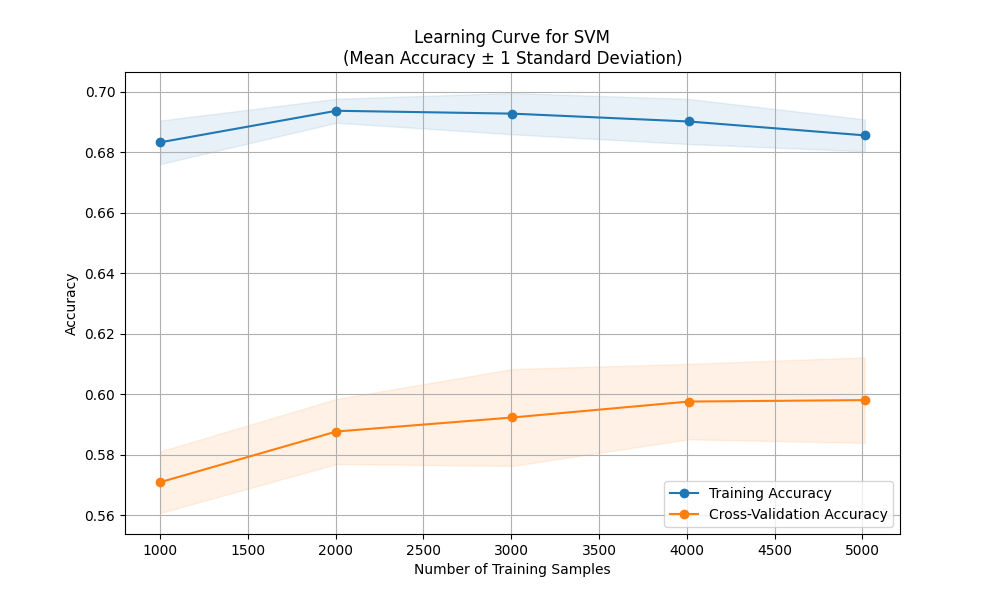 Learning Curve for SVM
(Mean Accuracy ± 1 Standard Deviation)
Accuracy
0.70
0.68
0.66
0.64
0.62
0.60
0.58
0.56
Training Accuracy
Cross-Validation Accuracy
1000 1500 2000 2500 3000 3500 4000 4500 5000
Number of Training Samples